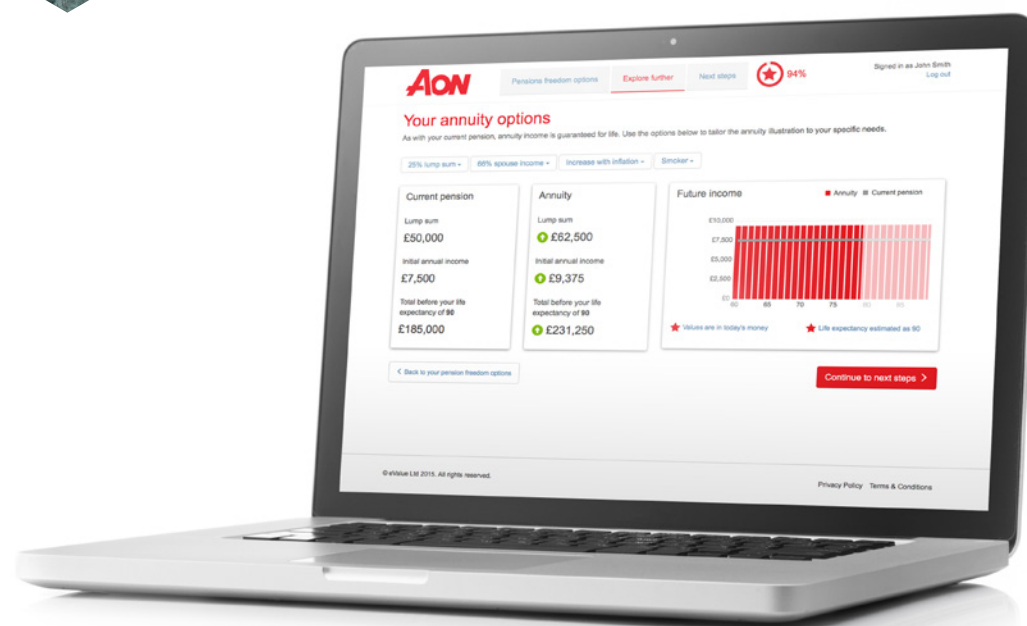 AON
Pensions freedom options
Explore further
Next steps
94%
Signed in as John Smith
Log out
Your annuity options
As with your current pension, annuity income is guaranteed for life. Use the options below to tailor the annuity illustration to your specific needs.
25% lump sum
66% spouse income
Increase with inflation
Smoker
Current pension
Lump sum
£50,000
Initial annual income
£7,500
Total before your life
expectancy of 90
£185,000
Annuity
Lump sum
£62,500
Initial annual income
£9,375
Total before your life
expectancy of 90
£231,250
Future income
Annuity
Current pension
£10,000
£7,500
£5,000
£2,500
£0
60 65 70 75 80 85
Values are in today's money
Life expectancy estimated as 90
Back to your pension freedom options
Continue to next steps
© eValue Ltd 2015. All rights reserved.
Privacy Policy Terms & Conditions